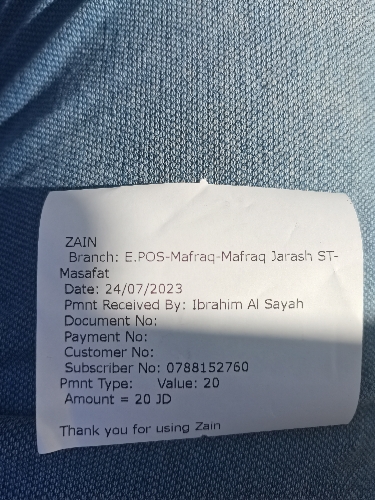 ZAIN
Branch: E.POS-Mafraq-Mafraq Jarash ST-
Masafat
Date: 24/07/2023
Pmnt Received By: Ibrahim Al Sayah
Document No:
Payment No:
Customer No:
Subscriber No: 0788152760
Pmnt Type: Value: 20
Amount = 20 JD
Thank you for using Zain